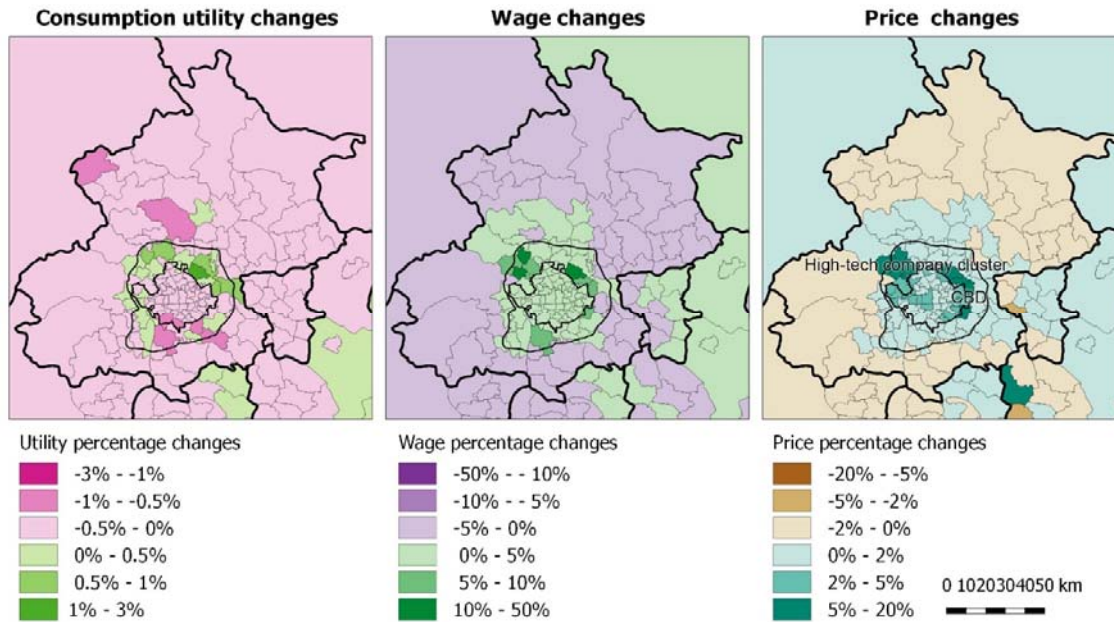 Consumption utility changes
Wage changes
Price changes
High-tech company cluster
CBD
Utility percentage changes
-3% - -1%
-1% - -0.5%
-0.5% - 0%
0% - 0.5%
0.5% - 1%
1% - 3%
Wage percentage changes
-50% - - 10%
-10% - - 5%
-5% - 0%
0% - 5%
5% - 10%
10% - 50%
Price percentage changes
-20% - -5%
-5% - -2%
-2% - 0%
0% - 2%
2% - 5%
5% - 20%
0 1020304050 km